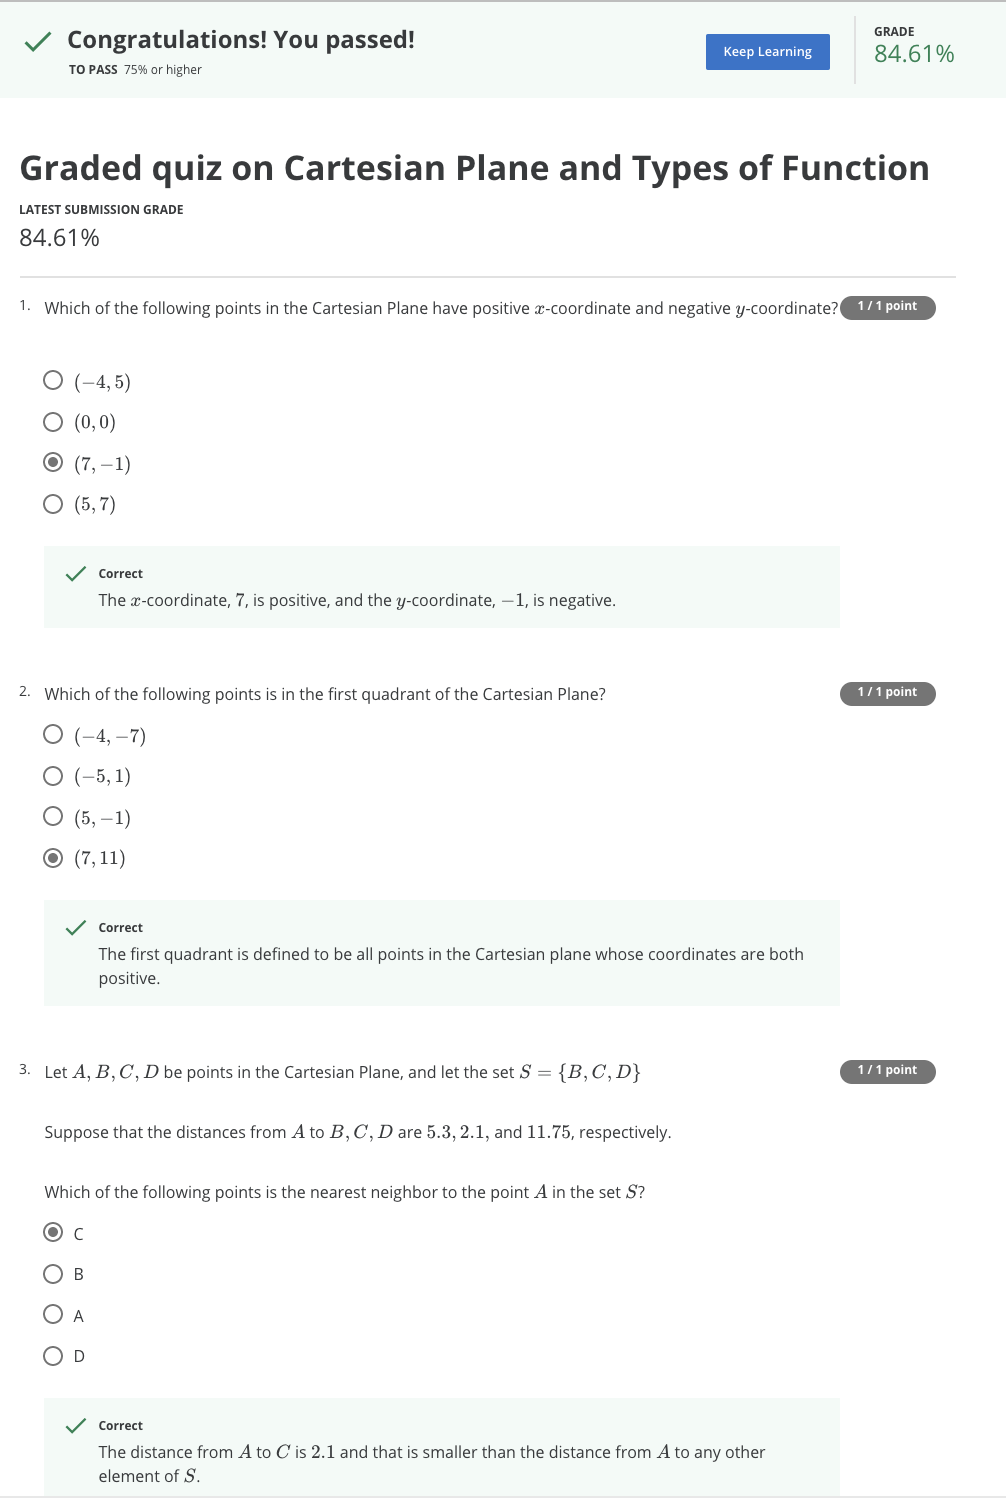 Congratulations! You passed!
TO PASS 75% or higher
Keep Learning
GRADE
84.61%
Graded quiz on Cartesian Plane and Types of Function
LATEST SUBMISSION GRADE
84.61%
1. Which of the following points in the Cartesian Plane have positive x-coordinate and negative y-coordinate? 1 / 1 point
(−4, 5)
(0, 0)
(7, −1)
(5, 7)
Correct
The x-coordinate, 7, is positive, and the y-coordinate, −1, is negative.
2. Which of the following points is in the first quadrant of the Cartesian Plane? 1 / 1 point
(−4, −7)
(−5, 1)
(5, −1)
(7, 11)
Correct
The first quadrant is defined to be all points in the Cartesian plane whose coordinates are both
positive.
3. Let A, B, C, D be points in the Cartesian Plane, and let the set S = {B, C, D} 1 / 1 point
Suppose that the distances from A to B, C, D are 5.3, 2.1, and 11.75, respectively.
Which of the following points is the nearest neighbor to the point A in the set S?
C
B
A
D
Correct
The distance from A to C is 2.1 and that is smaller than the distance from A to any other
element of S.